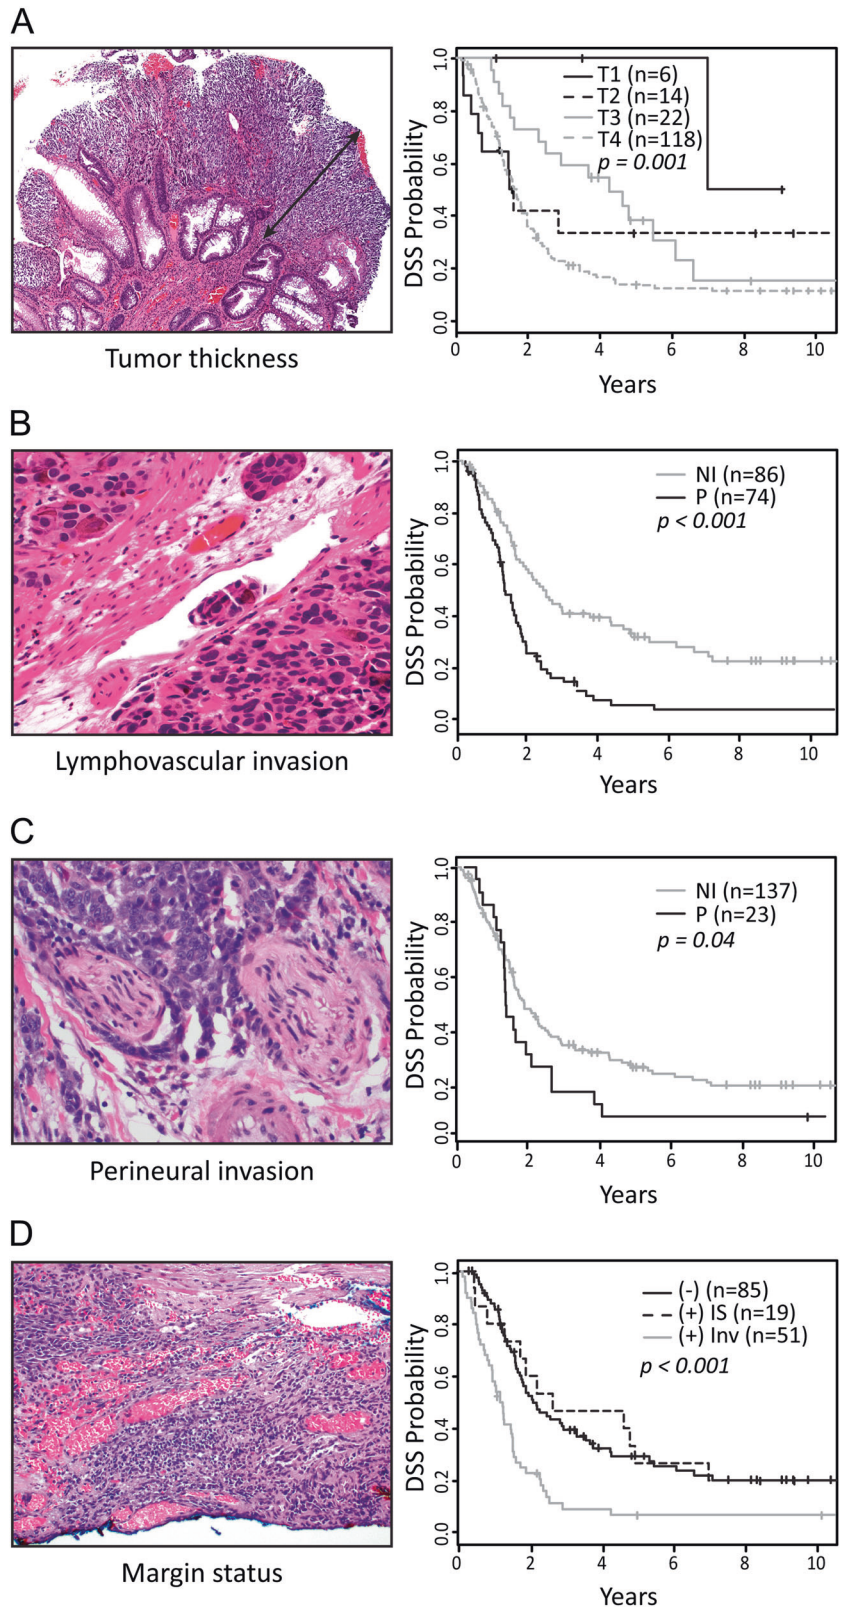 A
Tumor thickness
DSS Probability
1.0
0.8
0.6
0.4
0.2
0.0
T1 (n=6)
T2 (n=14)
T3 (n=22)
T4 (n=118)
p = 0.001
0 2 4 6 8 10
Years
B
Lymphovascular invasion
DSS Probability
1.0
0.8
0.6
0.4
0.2
0.0
NI (n=86)
P (n=74)
p < 0.001
0 2 4 6 8 10
Years
C
Perineural invasion
DSS Probability
1.0
0.8
0.6
0.4
0.2
0.0
NI (n=137)
P (n=23)
p = 0.04
0 2 4 6 8 10
Years
D
Margin status
DSS Probability
1.0
0.8
0.6
0.4
0.2
0.0
(-) (n=85)
(+) IS (n=19)
(+) Inv (n=51)
p < 0.001
0 2 4 6 8 10
Years